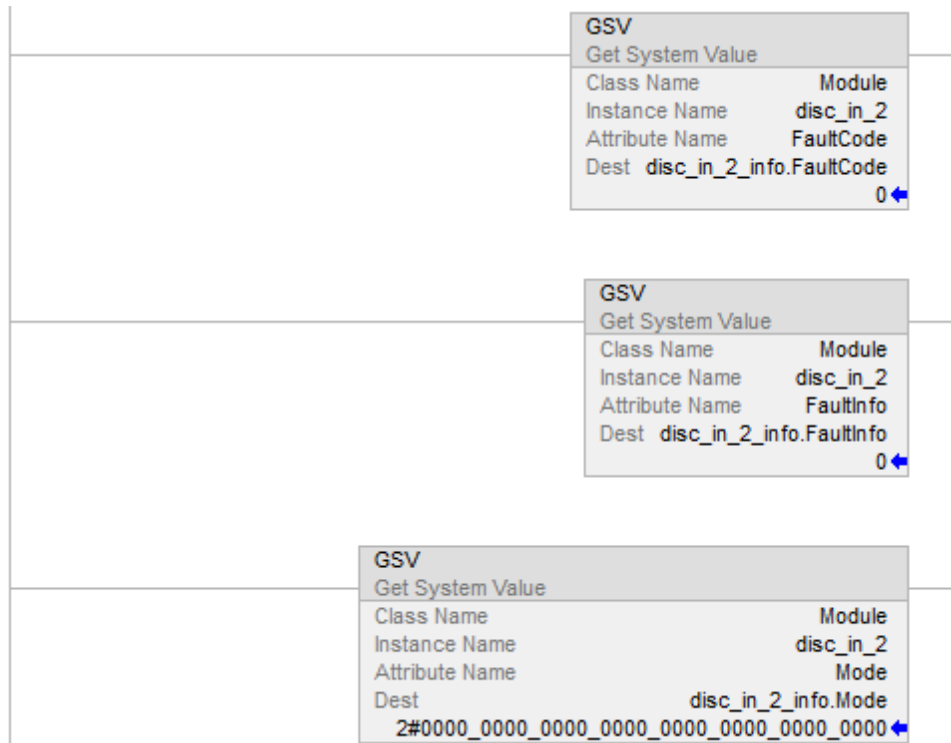 GSV
Get System Value
Class Name Module
Instance Name disc_in_2
Attribute Name FaultCode
Dest disc_in_2_info.FaultCode
0
GSV
Get System Value
Class Name Module
Instance Name disc_in_2
Attribute Name FaultInfo
Dest disc_in_2_info.FaultInfo
0
GSV
Get System Value
Class Name Module
Instance Name disc_in_2
Attribute Name Mode
Dest disc_in_2_info.Mode
2#0000_0000_0000_0000_0000_0000_0000_0000